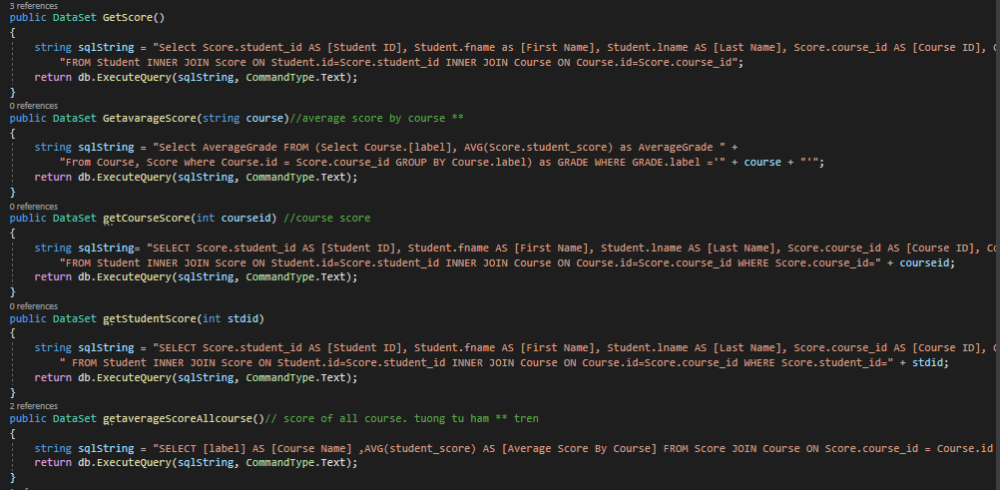 3 references
public DataSet GetScore()
{
string sqlString = "Select Score.student_id AS [Student ID], Student.fname as [First Name], Student.lname AS [Last Name], Score.course_id AS [Course ID],
"FROM Student INNER JOIN Score ON Student.id=Score.student_id INNER JOIN Course ON Course.id=Score.course_id";
return db.ExecuteQuery(sqlString, CommandType.Text);
}
0 references
public DataSet GetavarageScore(string course)//average score by course **
{
string sqlString = "Select AverageGrade FROM (Select Course.[label], AVG(Score.student_score) as AverageGrade " +
"From Course, Score where Course.id = Score.course_id GROUP BY Course.label) as GRADE WHERE GRADE.label ='" + course + "'";
return db.ExecuteQuery(sqlString, CommandType.Text);
}
0 references
public DataSet getCourseScore(int courseid) //course score
{
string sqlString= "SELECT Score.student_id AS [Student ID], Student.fname AS [First Name], Student.lname AS [Last Name], Score.course_id AS [Course ID],
"FROM Student INNER JOIN Score ON Student.id=Score.student_id INNER JOIN Course ON Course.id=Score.course_id WHERE Score.course_id=" + courseid;
return db.ExecuteQuery(sqlString, CommandType.Text);
}
0 references
public DataSet getStudentScore(int stdid)
{
string sqlString = "SELECT Score.student_id AS [Student ID], Student.fname AS [First Name], Student.lname AS [Last Name], Score.course_id AS [Course ID],
" FROM Student INNER JOIN Score ON Student.id=Score.student_id INNER JOIN Course ON Course.id=Score.course_id WHERE Score.student_id=" + stdid;
return db.ExecuteQuery(sqlString, CommandType.Text);
}
2 references
public DataSet getaverageScoreAllcourse()// score of all course. tuong tu ham ** tren
{
string sqlString = "SELECT [label] AS [Course Name] ,AVG(student_score) AS [Average Score By Course] FROM Score JOIN Course ON Score.course_id = Course.id
return db.ExecuteQuery(sqlString, CommandType.Text);
}